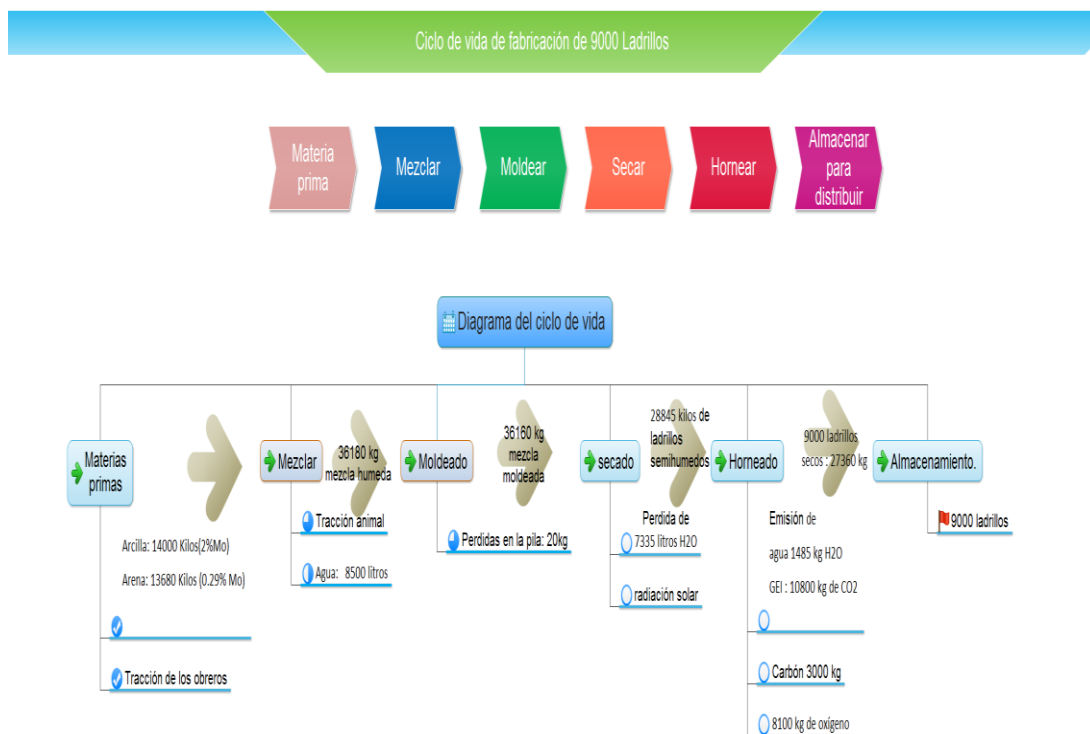 Ciclo de vida de fabricación de 9000 Ladrillos
Materia
prima
Mezclar
Moldear
Secar
Hornear
Almacenar
para
distribuir
Diagrama del ciclo de vida
Materias
primas
Arcilla: 14000 Kilos(2%Mo)
Arena: 13680 Kilos (0.29% Mo)
Tracción de los obreros
Mezclar
Tracción animal
Agua: 8500 litros
36180 kg
mezcla humeda
Moldeado
Perdidas en la pila: 20kg
36160 kg
mezcla
moldeada
secado
Perdida de
7335 litros H2O
radiación solar
28845 kilos de
ladrillos
semihumedos
Horneado
Emisión de
agua 1485 kg H2O
GEI : 10800 kg de CO2
Carbón 3000 kg
8100 kg de oxígeno
9000 ladrillos
secos : 27360 kg
Almacenamiento.
9000 ladrillos